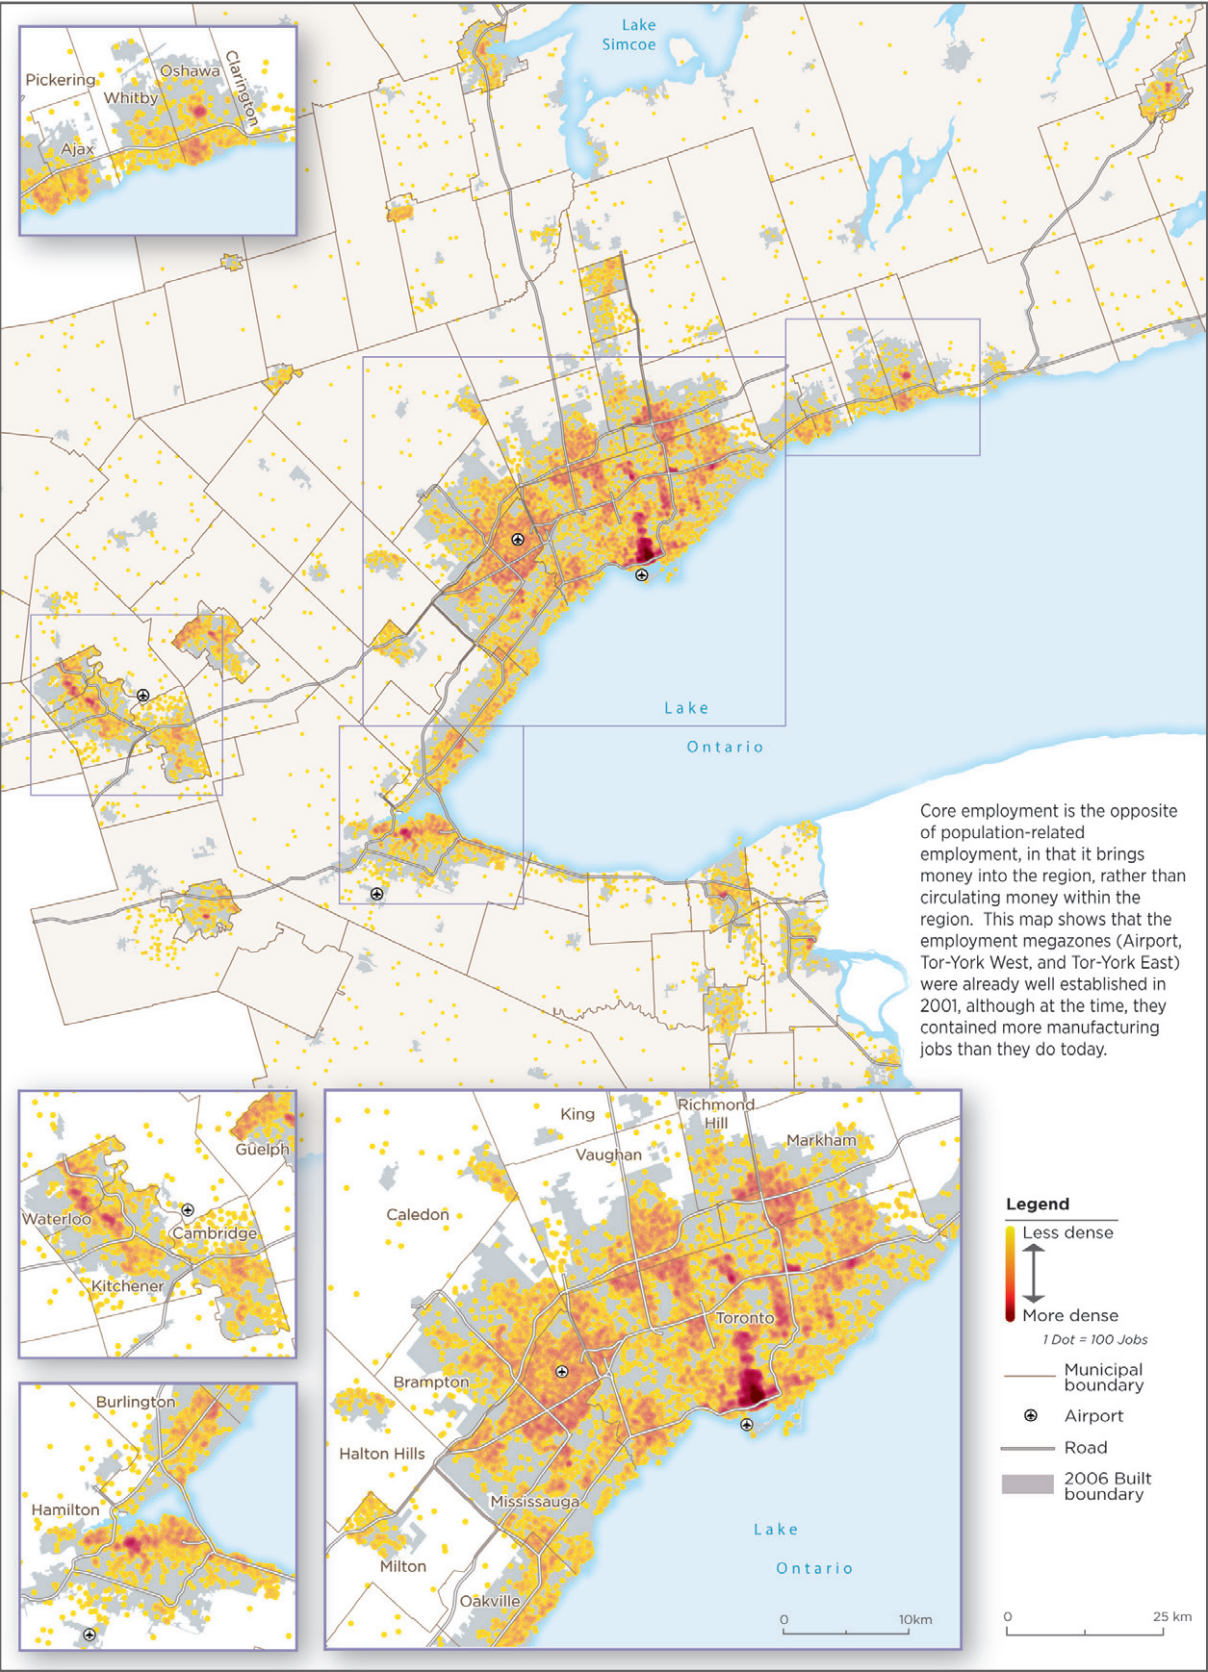 Lake
Simcoe
Pickering
Oshawa
Clarington
Whitby
Ajax
Lake
Ontario
Core employment is the opposite
of population-related
employment, in that it brings
money into the region, rather than
circulating money within the
region.  This map shows that the
employment megazones (Airport,
Tor-York West, and Tor-York East)
were already well established in
2001, although at the time, they
contained more manufacturing
jobs than they do today.
Guelph
Waterloo
Cambridge
Kitchener
Burlington
Hamilton
King
Richmond
Hill
Vaughan
Markham
Caledon
Toronto
Brampton
Halton Hills
Mississauga
Milton
Oakville
Lake
Ontario
0 10km
Legend
Less dense
More dense
1 Dot = 100 Jobs
Municipal
boundary
Airport
Road
2006 Built
boundary
0 25 km